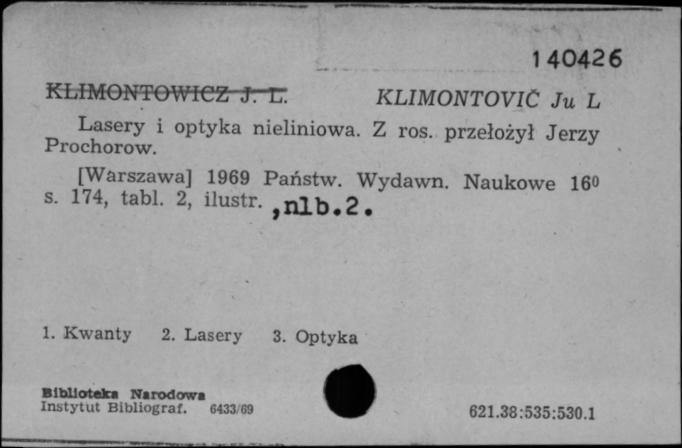 140426
KLIMONTOWICZ J. L. KLIMONTOVIČ Ju L
Lasery i optyka nieliniowa. Z ros. przełożył Jerzy
Prochorow.
[Warszawa] 1969 Państw. Wydawn. Naukowe 16⁰
s. 174, tabl. 2, ilustr. ,nlb.2.
1. Kwanty 2. Lasery 3. Optyka
Biblioteka Narodowa
Instytut Bibliograf. 6433/69
621.38:535:530.1